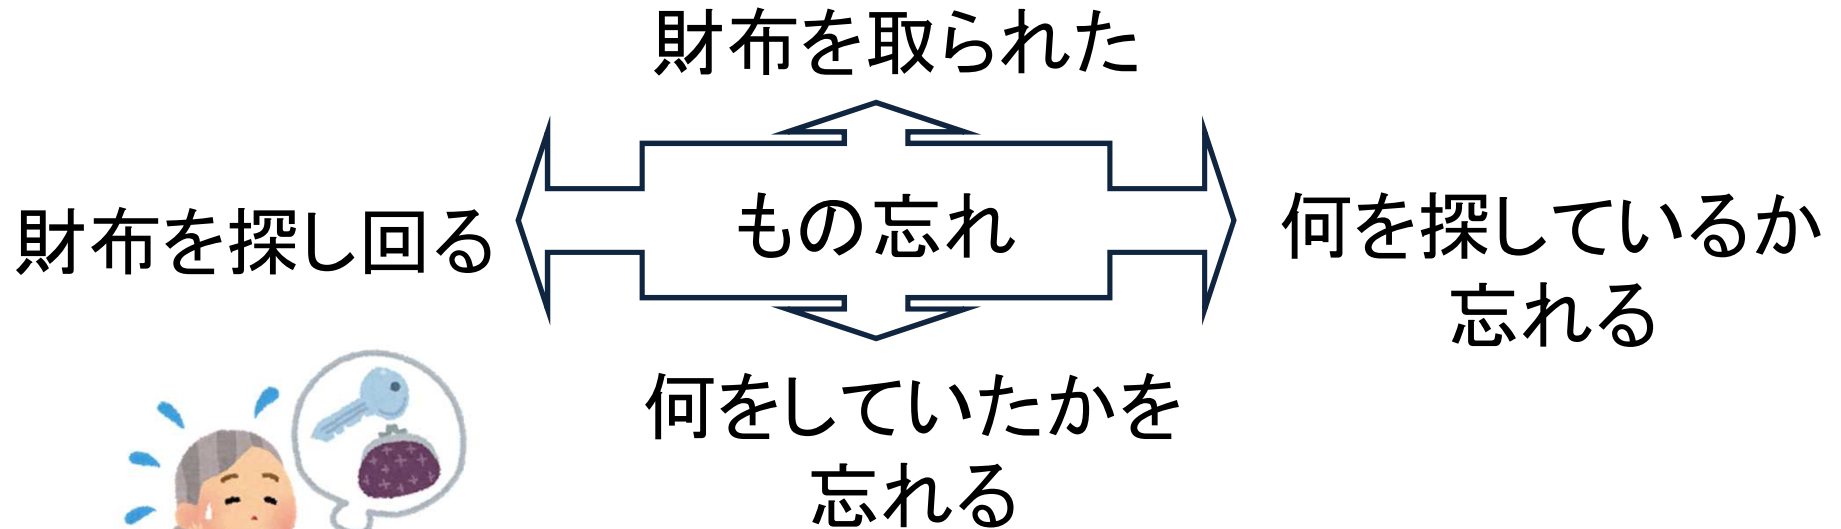 財布を取られた
財布を探し回る
もの忘れ
何を探しているか
忘れる
何をしていたかを
忘れる